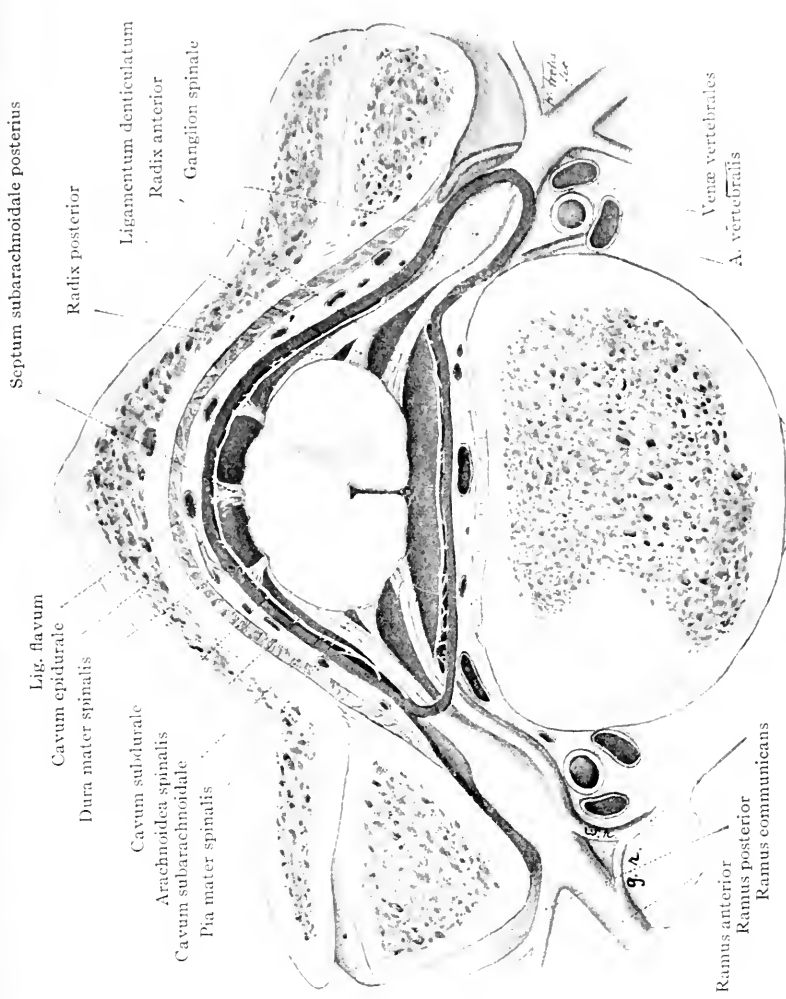 Septum subarachnoidale posterius
Radix posterior
Ligamentum denticulatum
Radix anterior
Ganglion spinale
Lig. flavum
Cavum epidurale
Dura mater spinalis
Cavum subdurale
Arachnoidea spinalis
Cavum subarachnoidale
Pia mater spinalis
Venæ vertebrales
A. vertebralis
g.r.
Ramus anterior
Ramus posterior
Ramus communicans